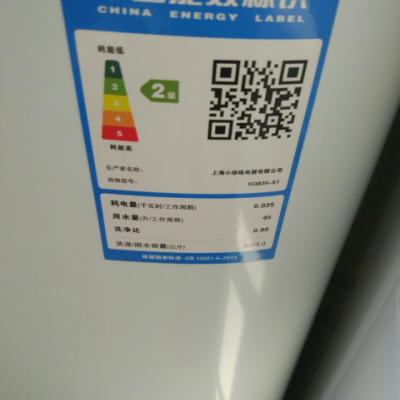 CHINA ENERGY LABEL
耗能低
1
2
3
4
5
2级
耗能高
生产者名称:
上海小绿绿电器有限公司
规格型号:
耗电量(千瓦时/工作周期) 0.035
用水量(升/工作周期) 45
洗净比 0.80
洗涤/脱水容量(公斤)
依据国家标准: GB 12021.4-2013